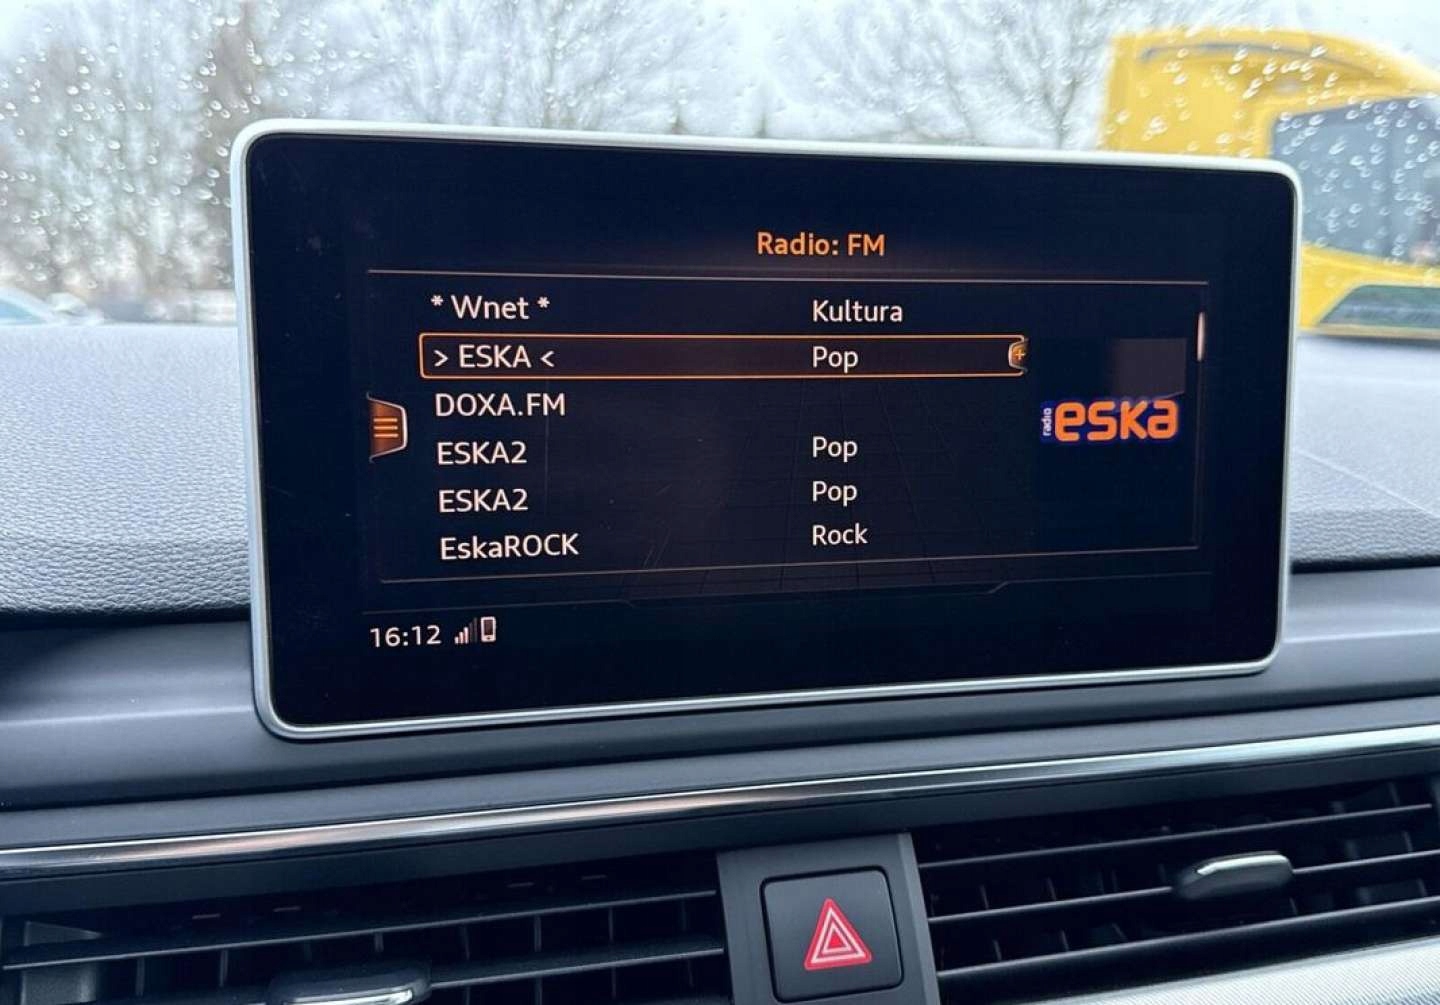 Radio: FM
* Wnet * Kultura
> ESKA < Pop
DOXA.FM
ESKA2 Pop
ESKA2 Pop
EskaROCK Rock
radio eska
16:12